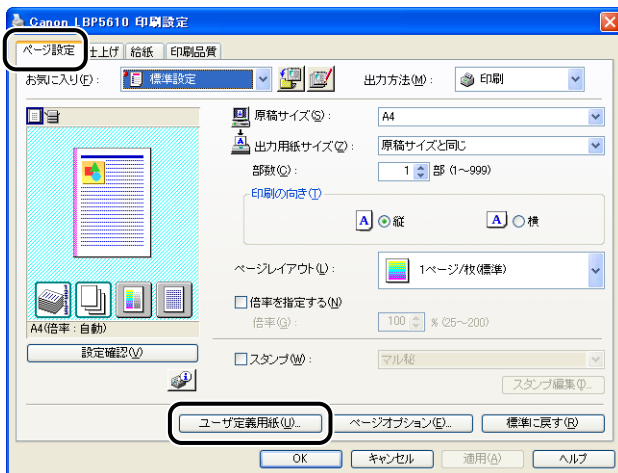 Canon LBP5610 印刷設定
ページ設定 仕上げ 給紙 印刷品質
お気に入り(F): 標準設定 出力方法(M): 印刷
原稿サイズ(S): A4
出力用紙サイズ(Z): 原稿サイズと同じ
部数(C): 1 部 (1~999)
印刷の向き(T)
A 縦 A 横
ページレイアウト(L): 1ページ/枚(標準)
倍率を指定する(N)
倍率(G): 100 % (25~200)
A4(倍率:自動)
設定確認(V)
スタンプ(W): マル秘
スタンプ編集(I)...
ユーザ定義用紙(U)... ページオプション(E)... 標準に戻す(R)
OK キャンセル 適用(A) ヘルプ